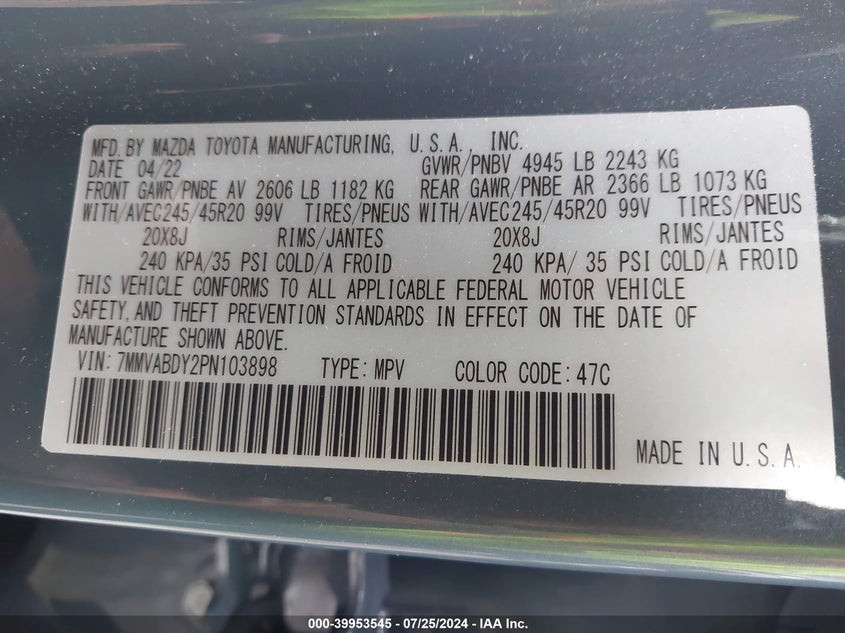 MFD. BY MAZDA TOYOTA MANUFACTURING, U.S.A., INC.
DATE 04/22 GVWR/PNBV 4945 LB 2243 KG
FRONT GAWR/PNBE AV 2606 LB 1182 KG REAR GAWR/PNBE AR 2366 LB 1073 KG
WITH/AVEC245/45R20 99V TIRES/PNEUS WITH/AVEC245/45R20 99V TIRES/PNEUS
20X8J RIMS/JANTES 20X8J RIMS/JANTES
240 KPA/35 PSI COLD/A FROID 240 KPA/ 35 PSI COLD/A FROID
THIS VEHICLE CONFORMS TO ALL APPLICABLE FEDERAL MOTOR VEHICLE
SAFETY, AND THEFT PREVENTION STANDARDS IN EFFECT ON THE DATE OF
MANUFACTURE SHOWN ABOVE.
VIN: 7MMVABDY2PN103898 TYPE: MPV COLOR CODE: 47C
MADE IN U.S.A.
000-39953545 - 07/25/2024 - IAA Inc.